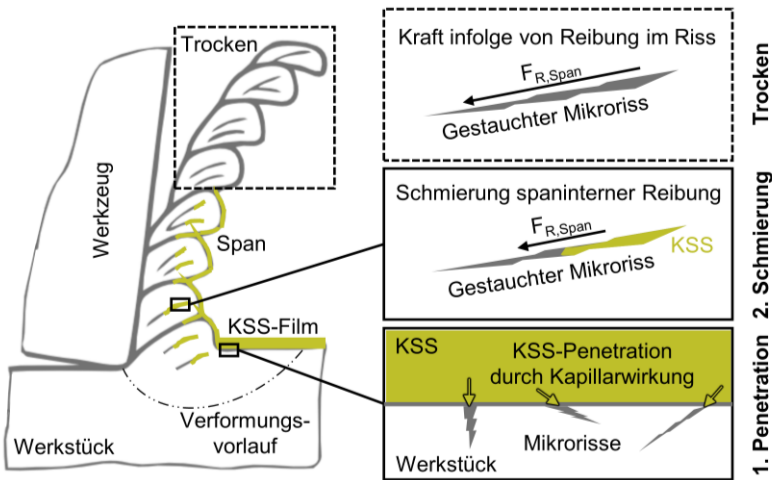 Trocken
Werkzeug
Span
KSS-Film
Verformungs-
vorlauf
Werkstück
Kraft infolge von Reibung im Riss
F_R,Span
Gestauchter Mikroriss
Trocken
Schmierung spaninterner Reibung
F_R,Span
KSS
Gestauchter Mikroriss
2. Schmierung
KSS
KSS-Penetration
durch Kapillarwirkung
Mikrorisse
Werkstück
1. Penetration